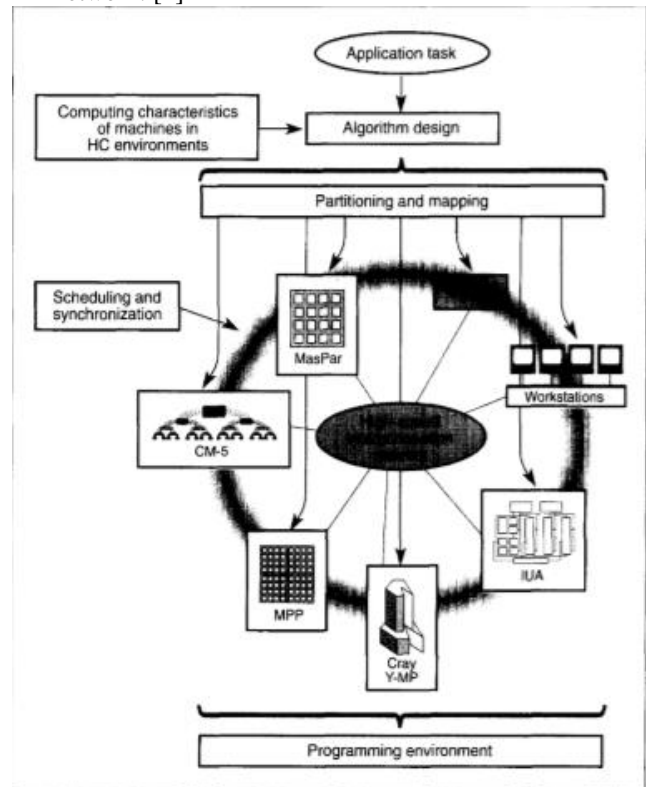 Application task
Computing characteristics
of machines in
HC environments
Algorithm design
Partitioning and mapping
Scheduling and
synchronization
MasPar
Workstations
CM-5
IUA
MPP
Cray
Y-MP
Programming environment